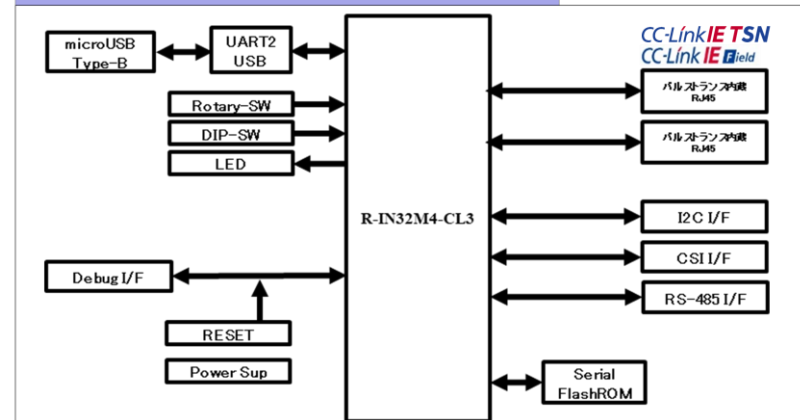 microUSB
Type-B
UART2
USB
Rotary-SW
DIP-SW
LED
Debug I/F
RESET
Power Sup
R-IN32M4-CL3
CC-Link IE TSN
CC-Link IE Field
パルストランス内蔵
RJ45
パルストランス内蔵
RJ45
I2C I/F
CSI I/F
RS-485 I/F
Serial
FlashROM